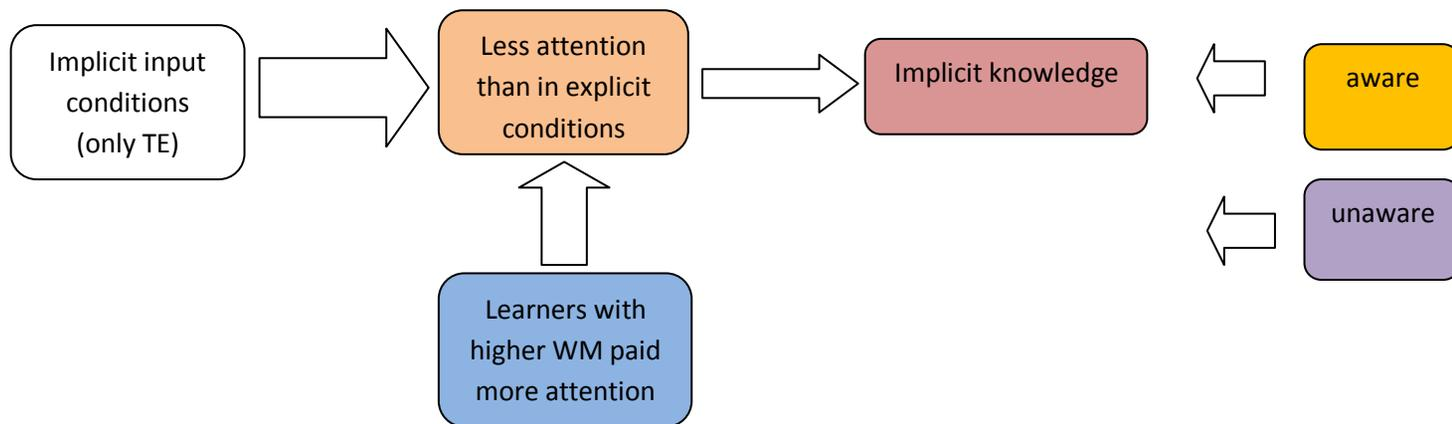 Implicit input
conditions
(only TE)
Less attention
than in explicit
conditions
Implicit knowledge
aware
unaware
Learners with
higher WM paid
more attention